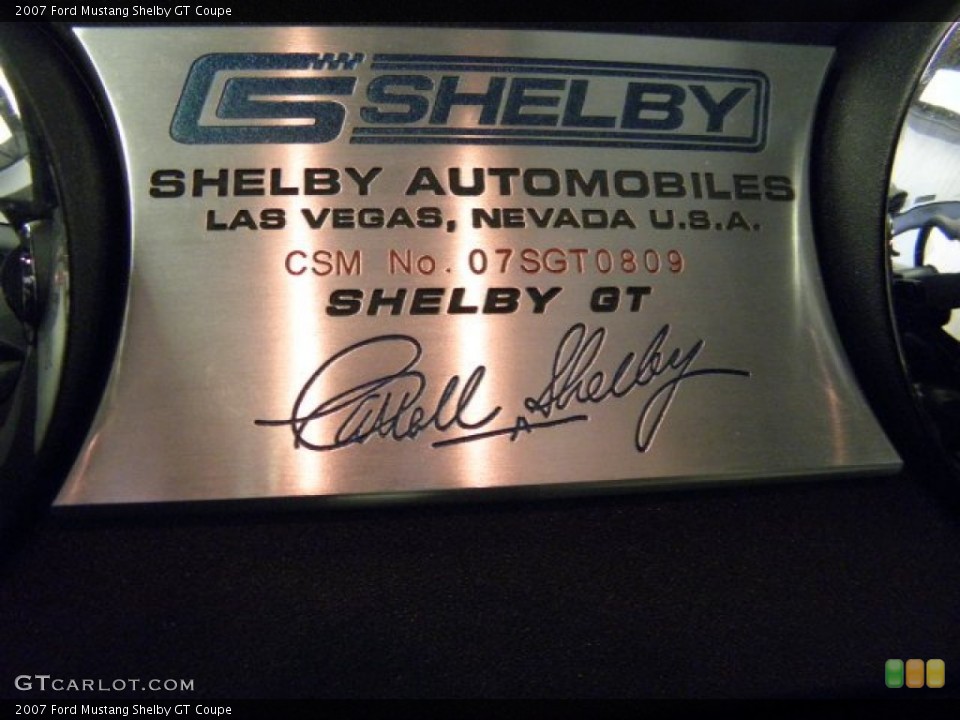 2007 Ford Mustang Shelby GT Coupe
CS SHELBY
SHELBY AUTOMOBILES
LAS VEGAS, NEVADA U.S.A.
CSM No. 07SGT0809
SHELBY GT
Carroll Shelby
GTCARLOT.COM
2007 Ford Mustang Shelby GT Coupe